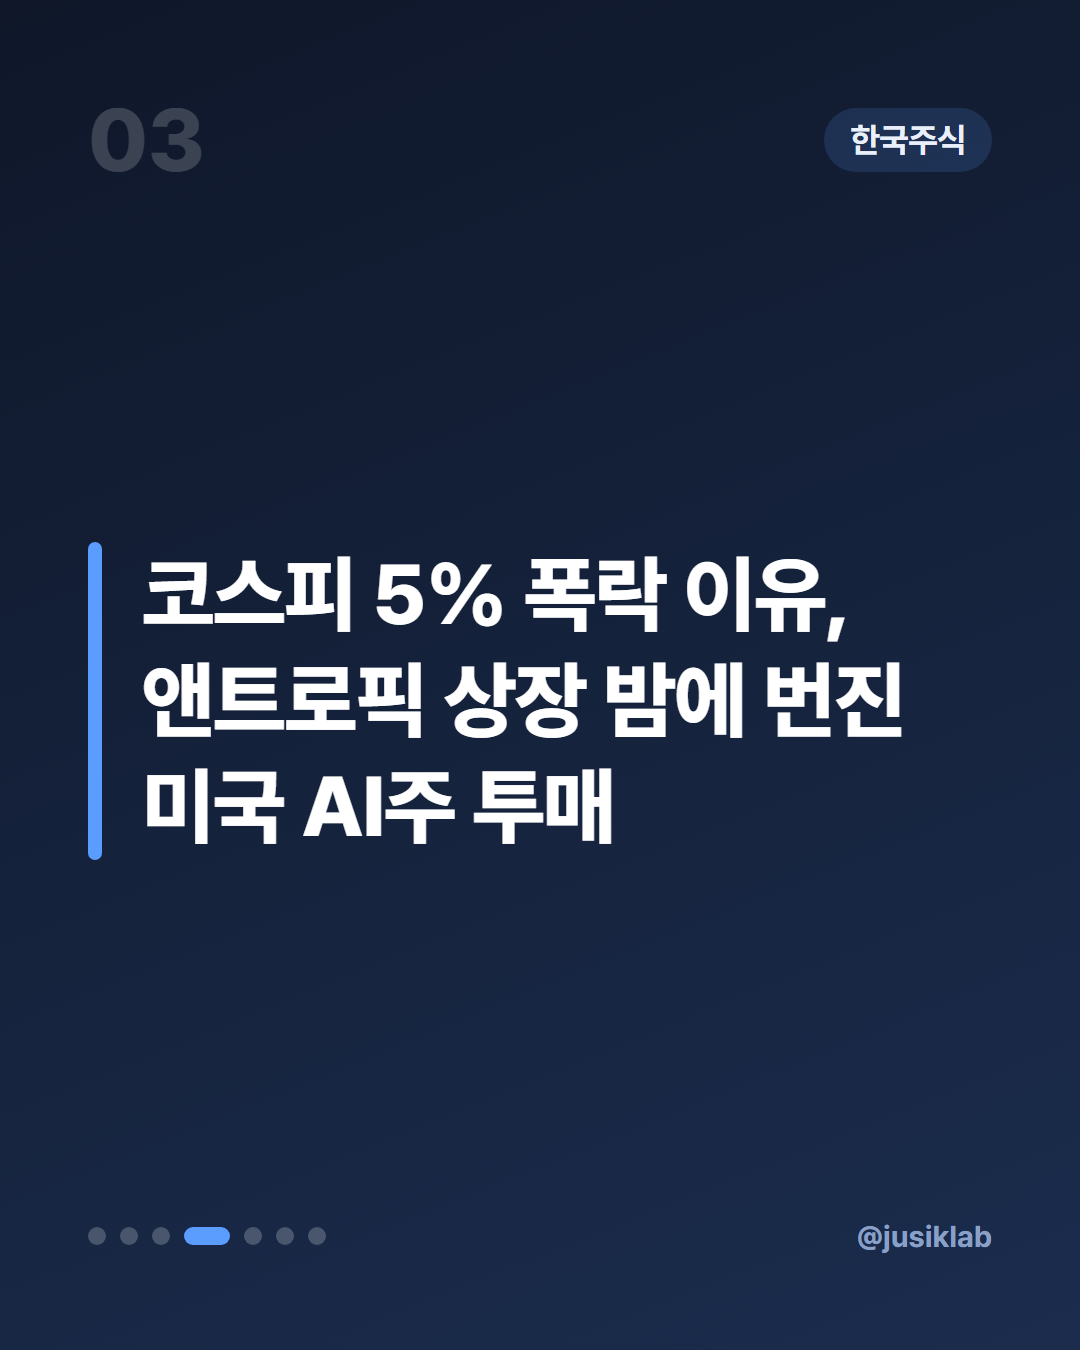 03
한국주식
코스피 5% 폭락 이유,
앤트로픽 상장 밤에 번진
미국 AI주 투매
@jusiklab